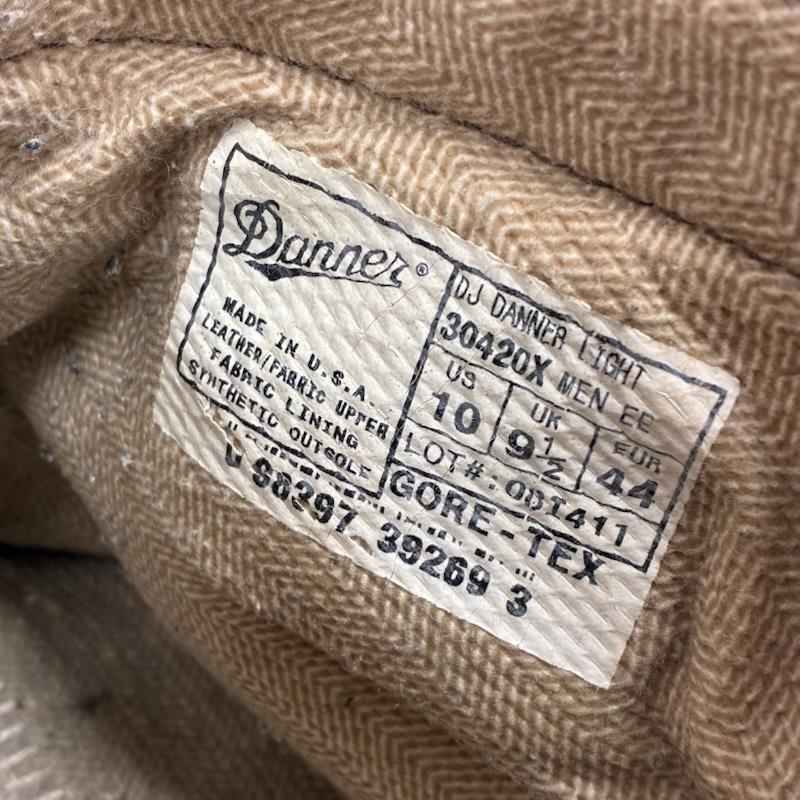 Danner®
MADE IN U.S.A.
LEATHER/FABRIC UPPER
FABRIC LINING
SYNTHETIC OUTSOLE
DJ DANNER LIGHT
30420X MEN EE
US UK EUR
10 9 1/2 44
LOT#: 001411
GORE-TEX
39269 3